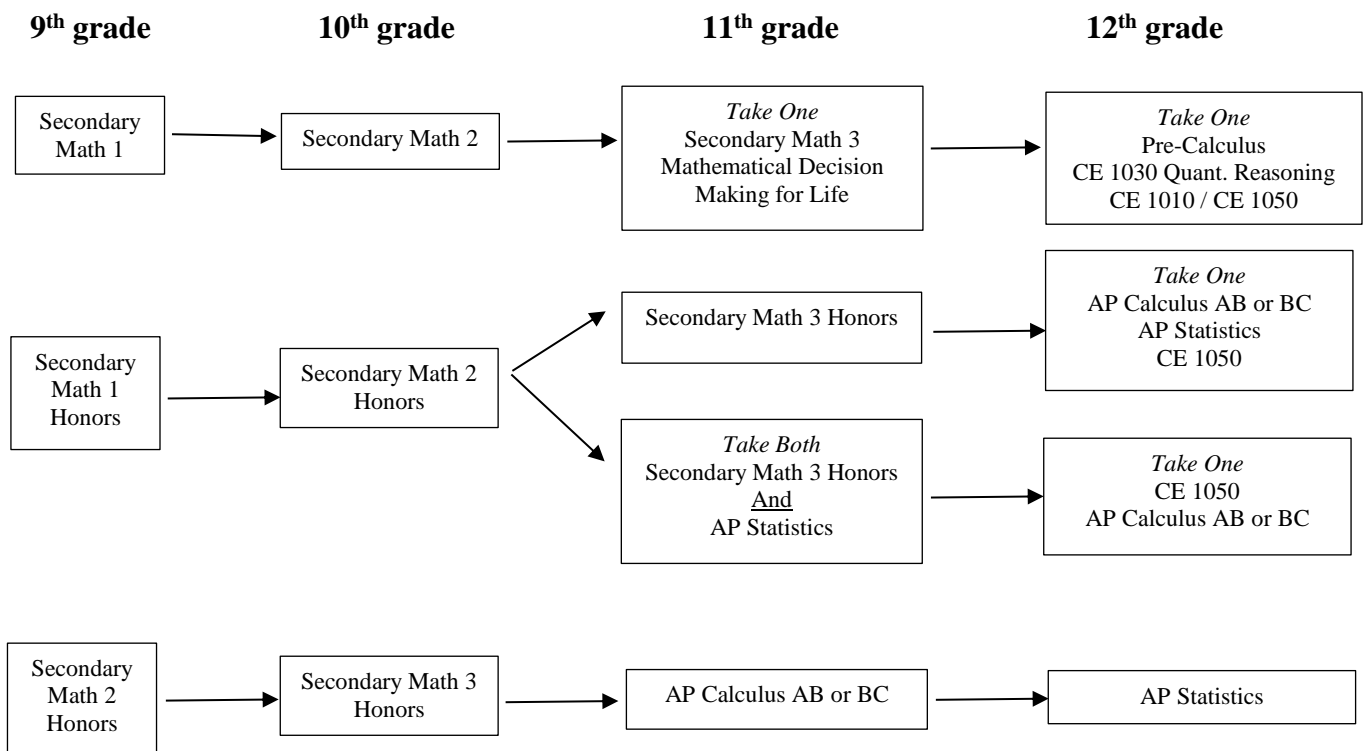 9th grade
10th grade
11th grade
12th grade
Secondary
Math 1
Secondary Math 2
Take One
Secondary Math 3
Mathematical Decision
Making for Life
Take One
Pre-Calculus
CE 1030 Quant. Reasoning
CE 1010 / CE 1050
Secondary
Math 1
Honors
Secondary Math 2
Honors
Secondary Math 3 Honors
Take One
AP Calculus AB or BC
AP Statistics
CE 1050
Take Both
Secondary Math 3 Honors
And
AP Statistics
Take One
CE 1050
AP Calculus AB or BC
Secondary
Math 2
Honors
Secondary Math 3
Honors
AP Calculus AB or BC
AP Statistics